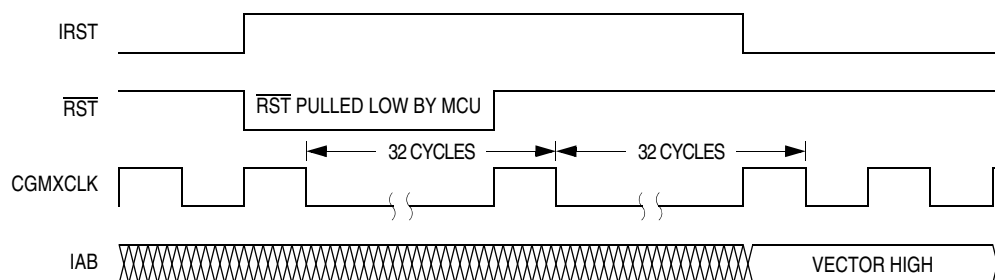 IRST
RST
RST PULLED LOW BY MCU
32 CYCLES
32 CYCLES
CGMXCLK
IAB
VECTOR HIGH